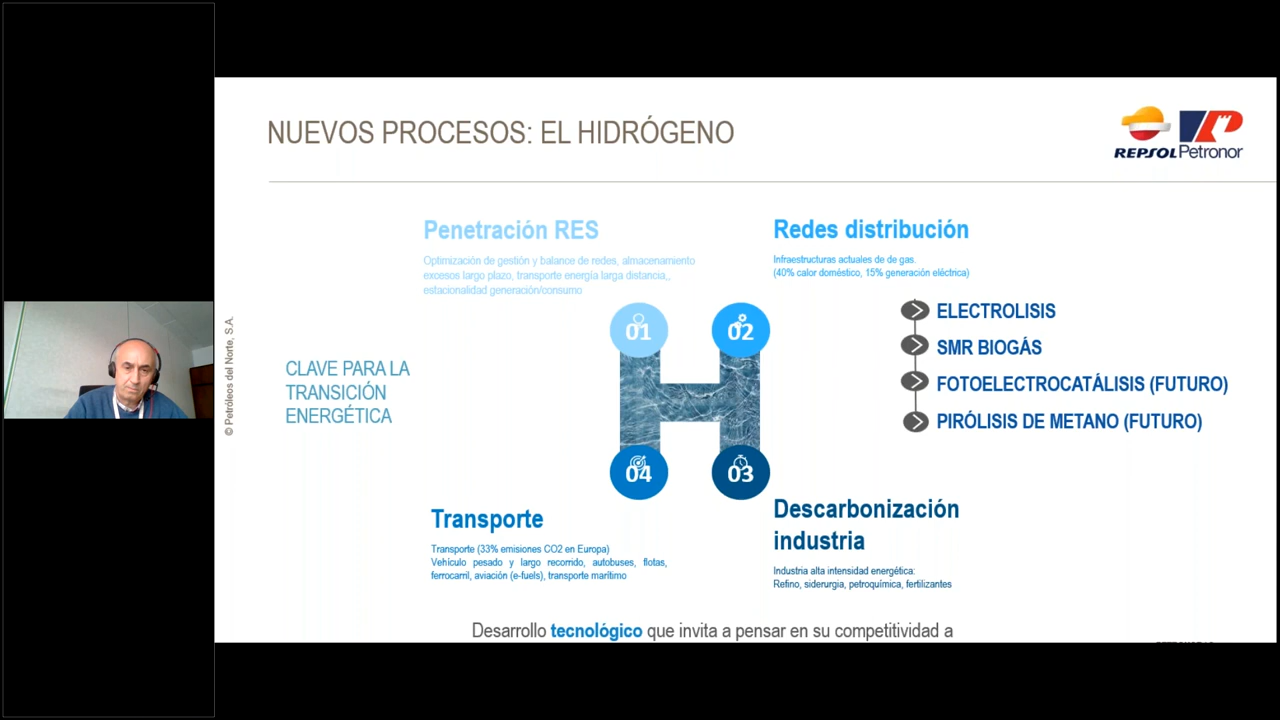 NUEVOS PROCESOS: EL HIDRÓGENO
REPSOL
Petronor
Penetración RES
Optimización de gestión y balance de redes, almacenamiento
excesos largo plazo, transporte energía larga distancia,,
estacionalidad generación/consumo
Redes distribución
Infraestructuras actuales de de gas.
(40% calor doméstico, 15% generación eléctrica)
01
02
ELECTROLISIS
SMR BIOGÁS
FOTOELECTROCATÁLISIS (FUTURO)
PIRÓLISIS DE METANO (FUTURO)
© Petróleos del Norte, S.A.
CLAVE PARA LA
TRANSICIÓN
ENERGÉTICA
H
04
03
Transporte
Transporte (33% emisiones CO2 en Europa)
Vehículo pesado y largo recorrido, autobuses, flotas,
ferrocarril, aviación (e-fuels), transporte marítimo
Descarbonización
industria
Industria alta intensidad energética:
Refino, siderurgia, petroquímica, fertilizantes
Desarrollo tecnológico que invita a pensar en su competitividad a